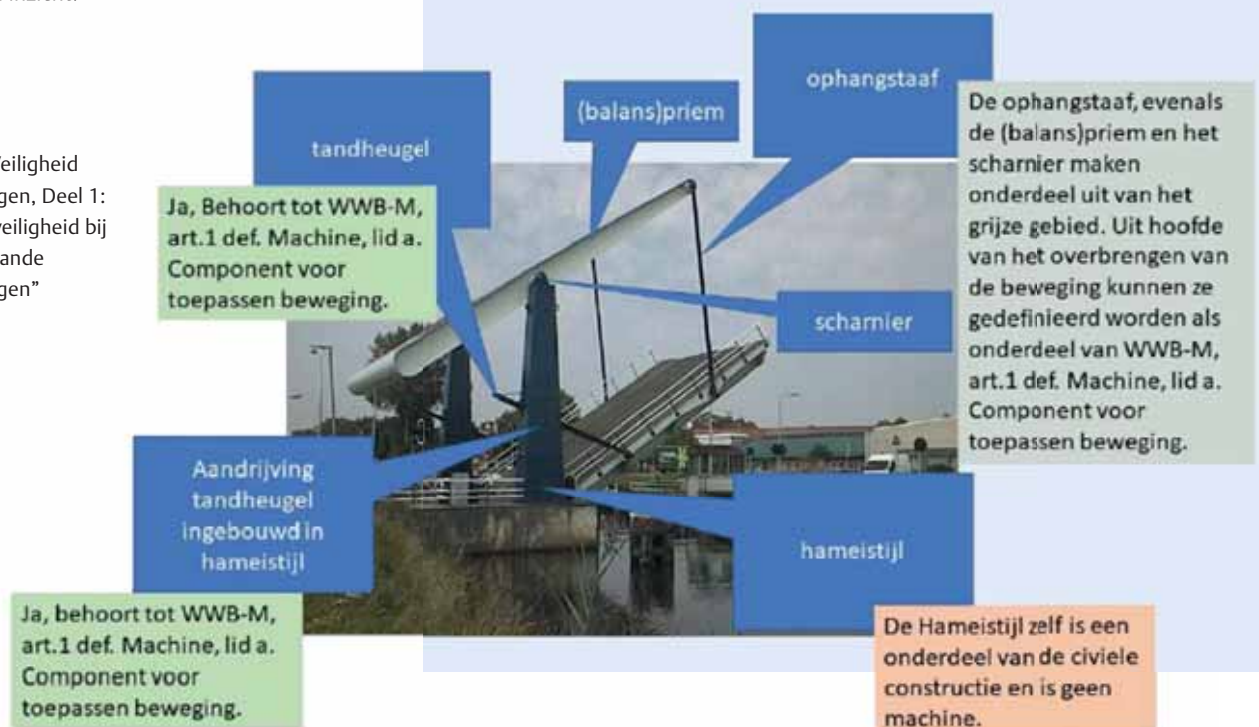 ophangstaaf
(balans)priem
tandheugel
De ophangstaaf, evenals
de (balans)priem en het
scharnier maken
onderdeel uit van het
grijze gebied. Uit hoofde
van het overbrengen van
de beweging kunnen ze
gedefinieerd worden als
onderdeel van WWB-M,
art.1 def. Machine, lid a.
Component voor
toepassen beweging.
eiligheid
gen, Deel 1:
veiligheid bij
ande
gen”
Ja, Behoort tot WWB-M,
art.1 def. Machine, lid a.
Component voor
toepassen beweging.
scharnier
Aandrijving
tandheugel
ingebouwd in
hameistijl
hameistijl
Ja, behoort tot WWB-M,
art.1 def. Machine, lid a.
Component voor
toepassen beweging.
De Hameistijl zelf is een
onderdeel van de civiele
constructie en is geen
machine.